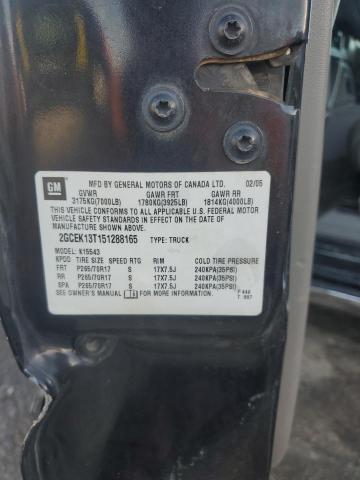 GM
MFD BY GENERAL MOTORS OF CANADA LTD. 02/05
GVWR GAWR FRT GAWR RR
3175KG(7000LB) 1780KG(3925LB) 1814KG(4000LB)
THIS VEHICLE CONFORMS TO ALL APPLICABLE U.S. FEDERAL MOTOR
VEHICLE SAFETY STANDARDS IN EFFECT ON THE DATE OF
MANUFACTURE SHOWN ABOVE.
2GCEK13T151288165 TYPE: TRUCK
MODEL: K15543
KPDD TIRE SIZE SPEED RTG RIM COLD TIRE PRESSURE
FRT P265/70R17 17X7.5J 240KPA(35PSI)
RR P265/70R17 17X7.5J 240KPA(35PSI)
SPA P265/70R17 17X7.5J 240KPA(35PSI)
SEE OWNER'S MANUAL FOR MORE INFORMATION. F 440
T 987